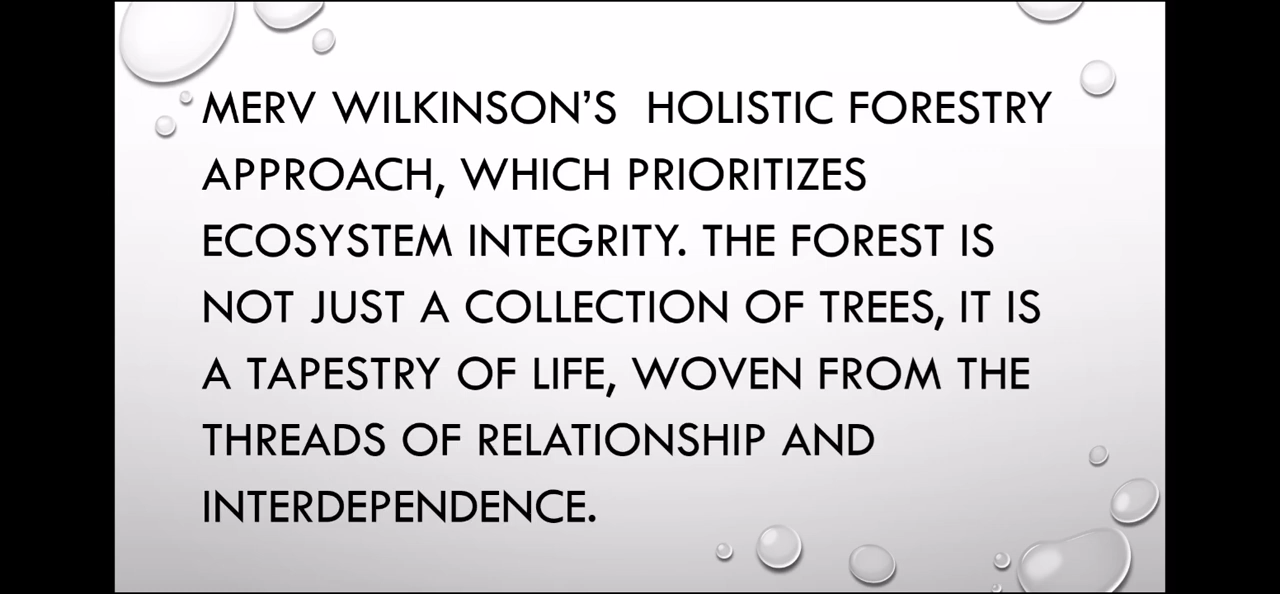 MERV WILKINSON’S  HOLISTIC FORESTRY
APPROACH, WHICH PRIORITIZES
ECOSYSTEM INTEGRITY. THE FOREST IS
NOT JUST A COLLECTION OF TREES, IT IS
A TAPESTRY OF LIFE, WOVEN FROM THE
THREADS OF RELATIONSHIP AND
INTERDEPENDENCE.